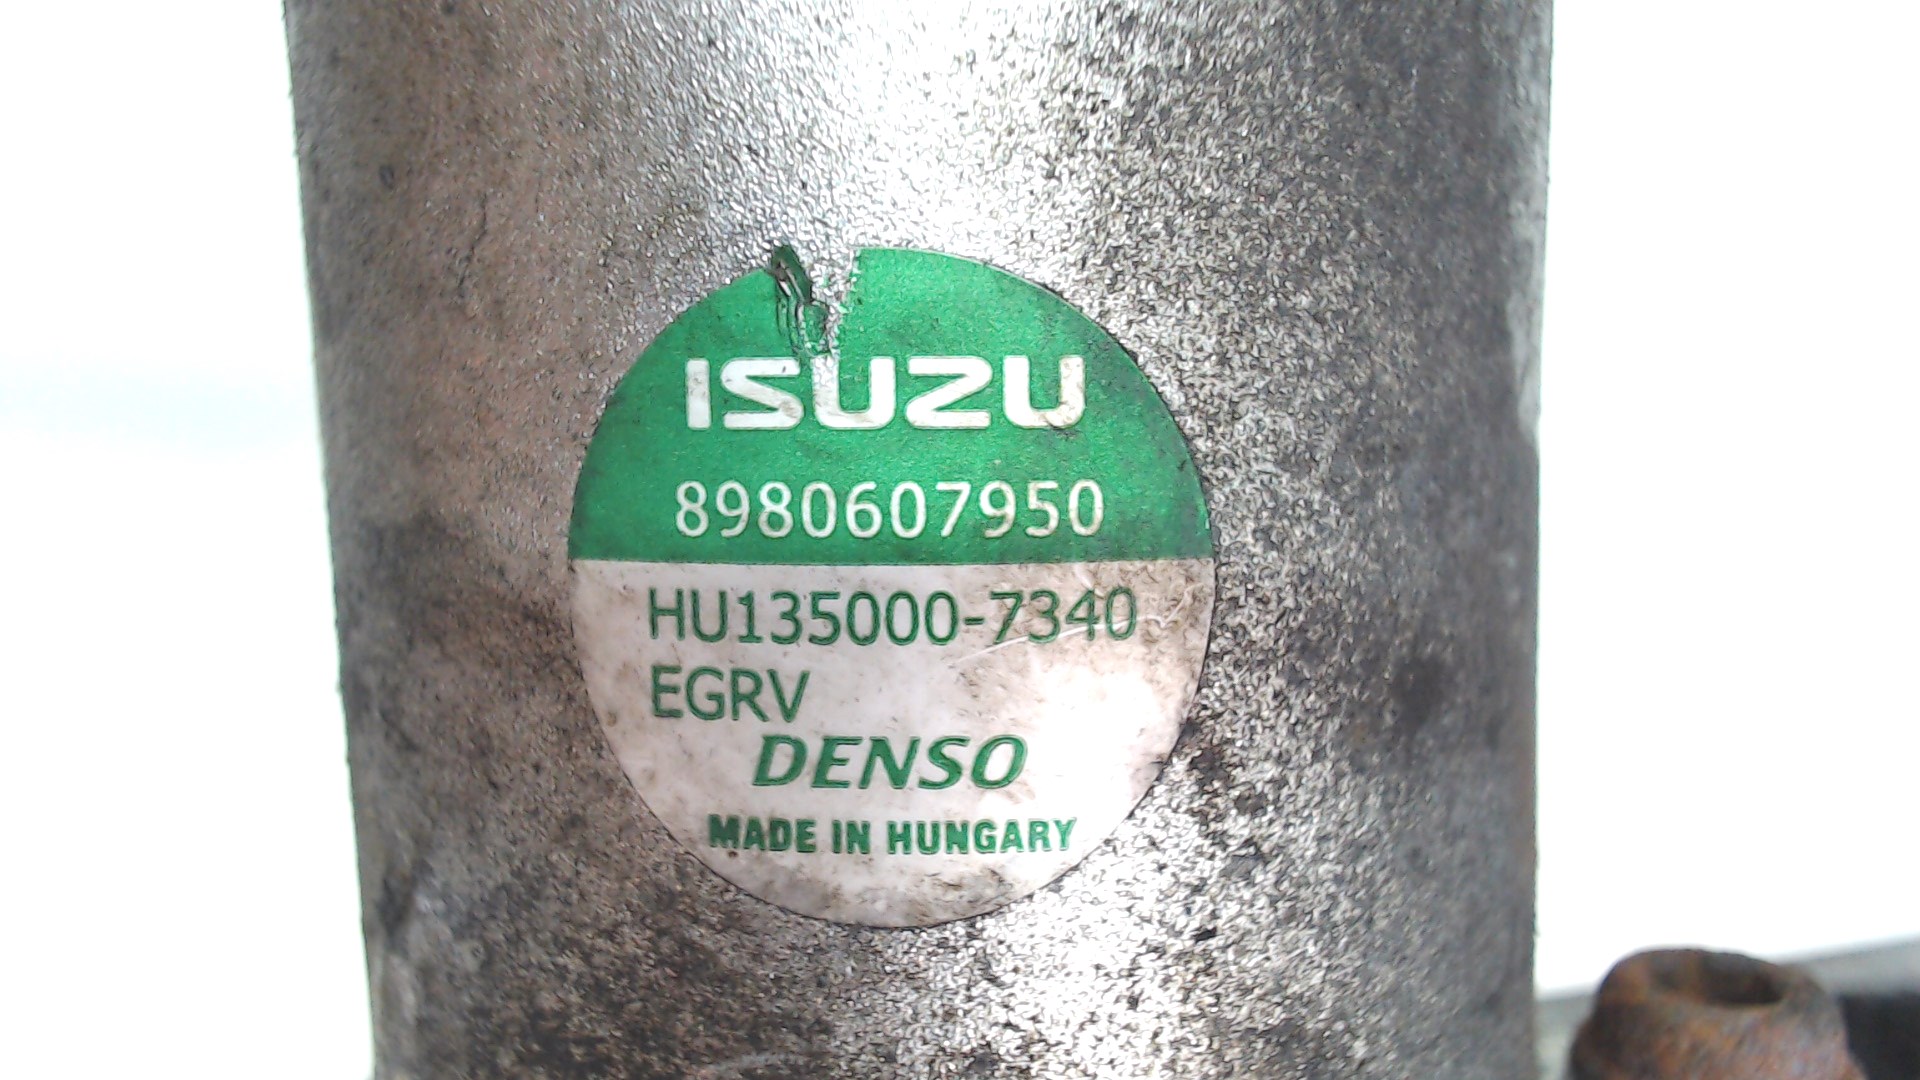 ISUZU
8980607950
HU135000-7340
EGRV
DENSO
MADE IN HUNGARY